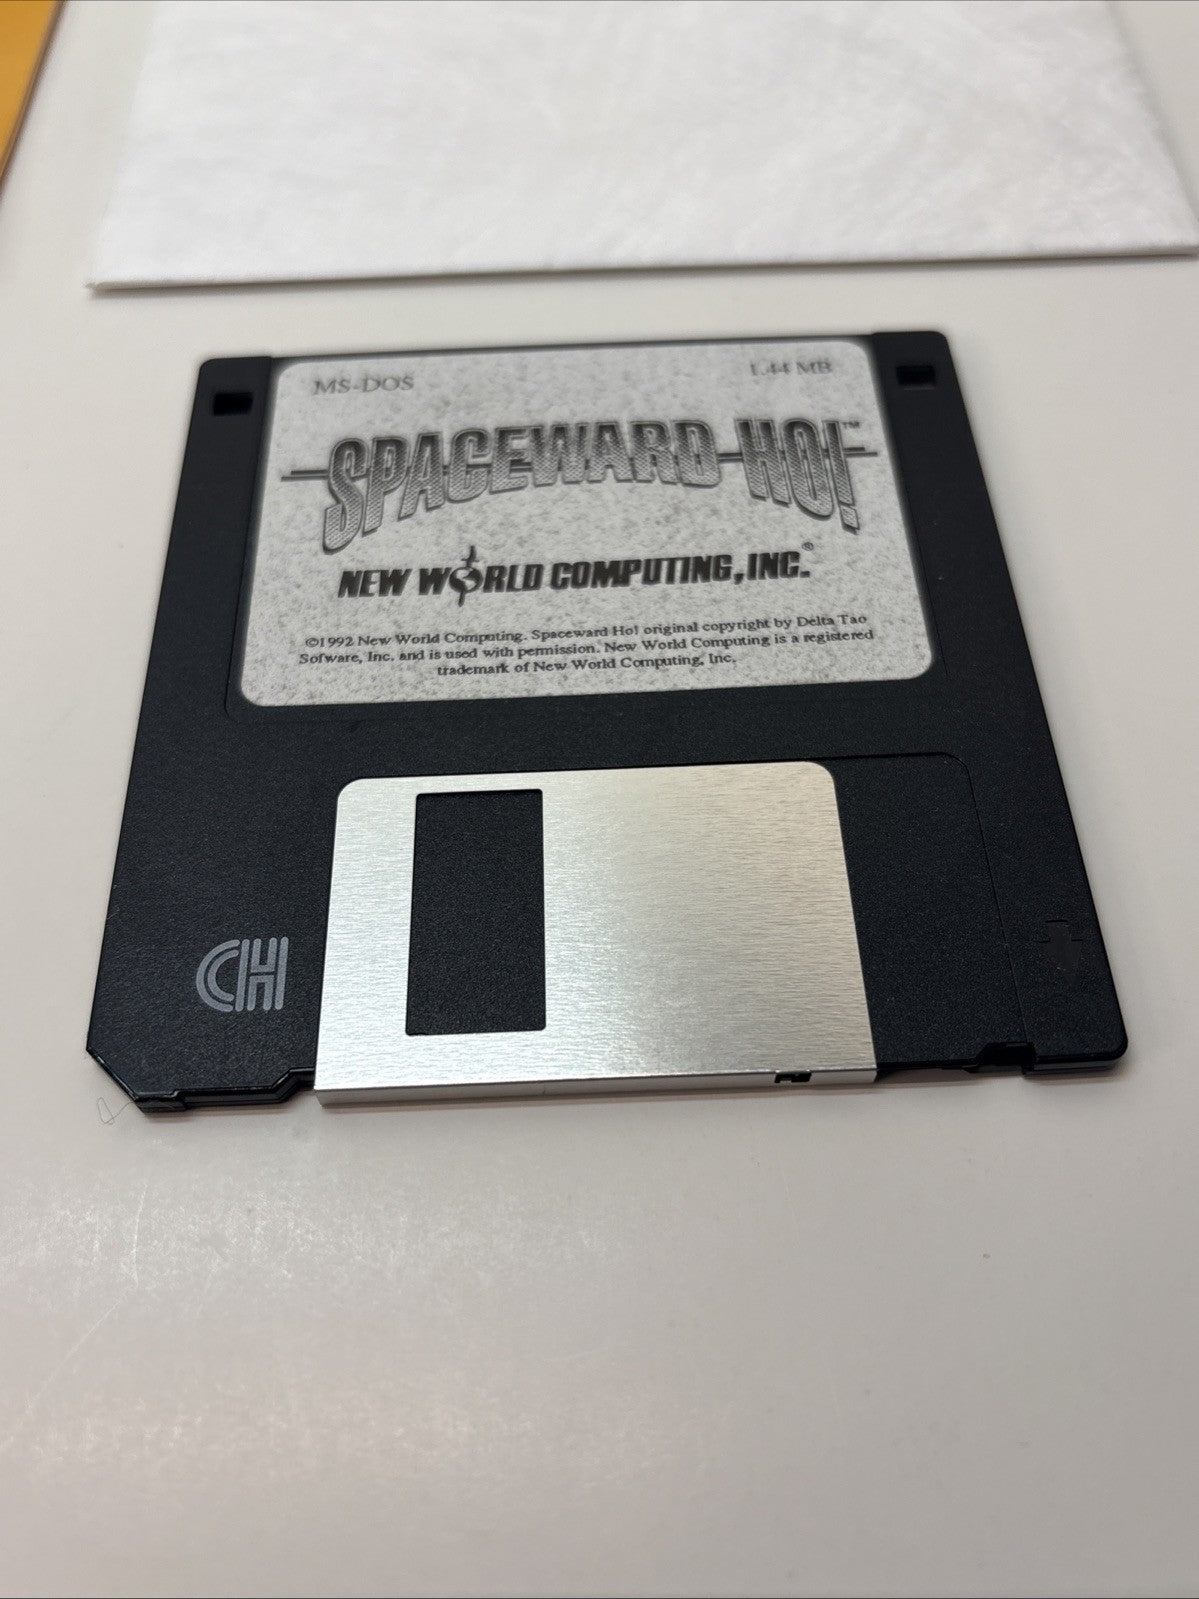 MS-DOS 1.44 MB
SPACEWARD HO!™
NEW WORLD COMPUTING, INC.®
©1992 New World Computing. Spaceward Ho! original copyright by Delta Tao
Sofware, Inc. and is used with permission. New World Computing is a registered
trademark of New World Computing, Inc.
CH